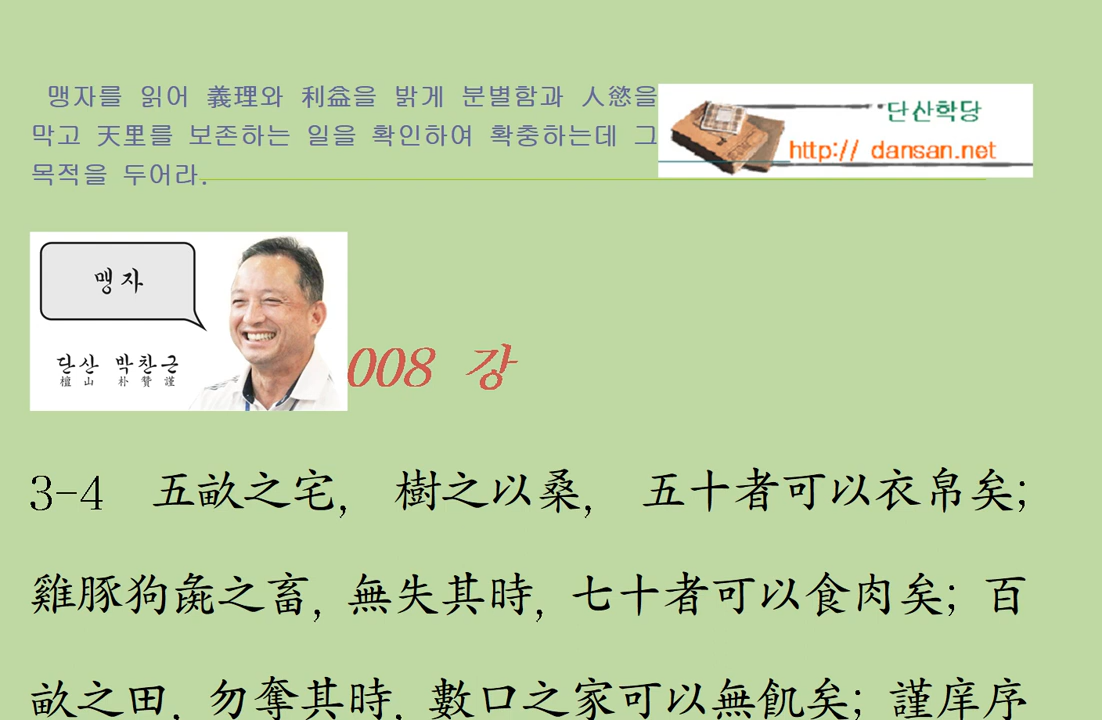 맹자를 읽어 義理와 利益을 밝게 분별함과 人慾을
막고 天里를 보존하는 일을 확인하여 확충하는데 그
목적을 두어라.
단산학당
http:// dansan.net
맹자
단산 박찬근
檀山 朴賛謹
008 강
3-4 五畝之宅, 樹之以桑, 五十者可以衣帛矣;
雞豚狗彘之畜, 無失其時, 七十者可以食肉矣; 百
畝之田, 勿奪其時, 數口之家可以無飢矣; 謹庠序